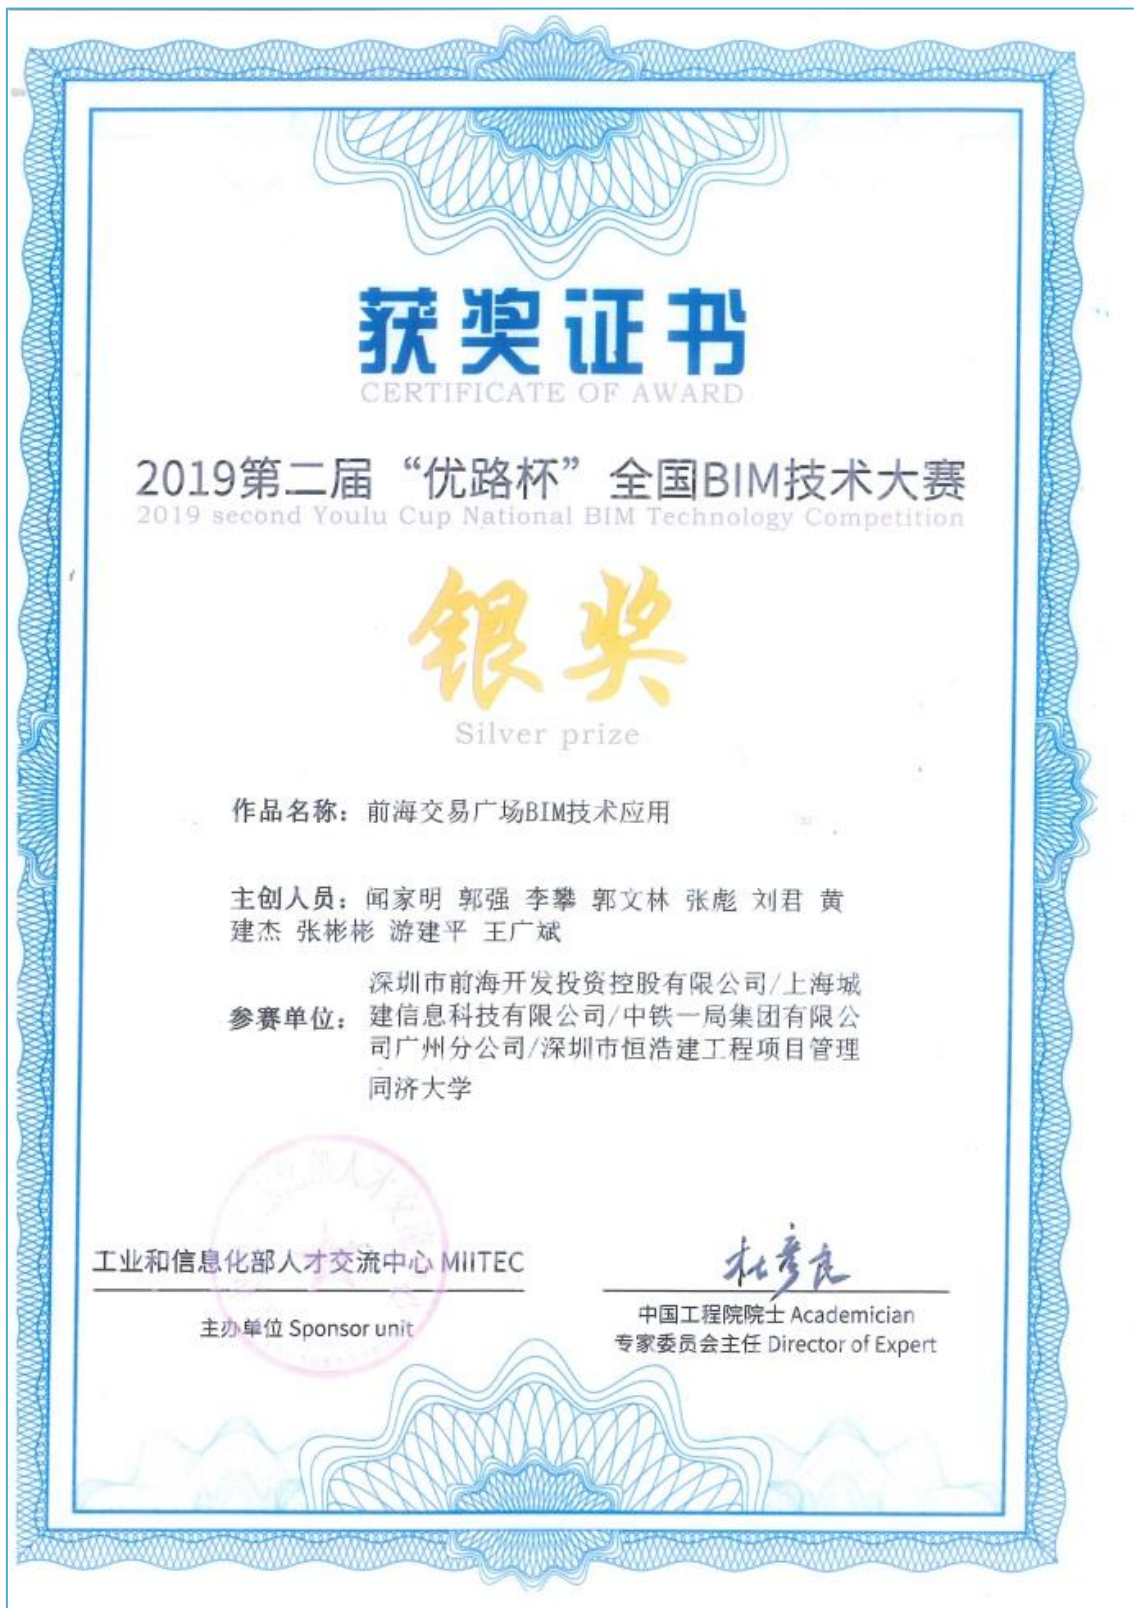 获奖证书
CERTIFICATE OF AWARD
2019第二届“优路杯”全国BIM技术大赛
2019 second Youlu Cup National BIM Technology Competition
银奖
Silver prize
作品名称：前海交易广场BIM技术应用
主创人员：闻家明 郭强 李攀 郭文林 张彪 刘君 黄
建杰 张彬彬 游建平 王广斌
参赛单位：
深圳市前海开发投资控股有限公司/上海城
建信息科技有限公司/中铁一局集团有限公
司广州分公司/深圳市恒浩建工程项目管理
同济大学
工业和信息化部人才交流中心 MIITEC
主办单位 Sponsor unit
杜彦良
中国工程院院士 Academician
专家委员会主任 Director of Expert